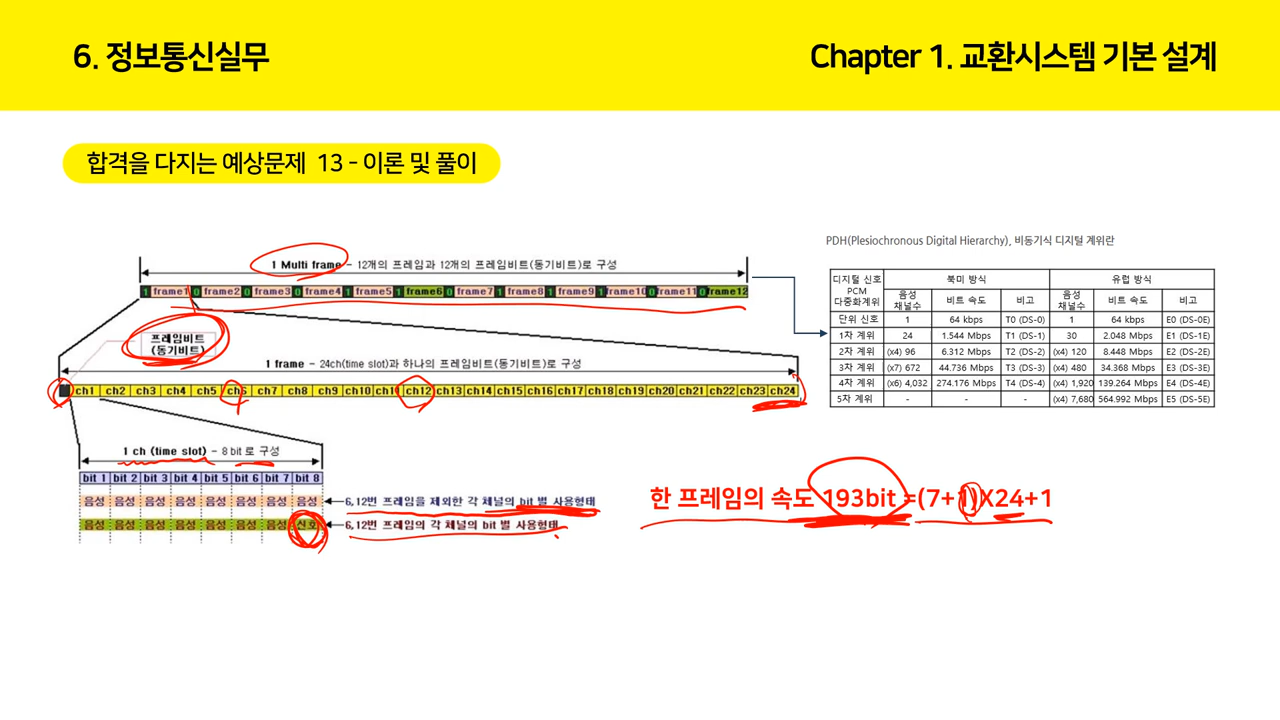 6. 정보통신실무
Chapter 1. 교환시스템 기본 설계
합격을 다지는 예상문제 13 - 이론 및 풀이
1 Multi frame - 12개의 프레임과 12개의 프레임비트(동기비트)로 구성
1 frame1 0 frame2 0 frame3 0 frame4 1 frame5 1 frame6 0 frame7 1 frame8 1 frame9 1 frame10 0 frame11 0 frame12
프레임비트
(동기비트)
1 frame - 24ch(time slot)과 하나의 프레임비트(동기비트)로 구성
ch1 ch2 ch3 ch4 ch5 ch6 ch7 ch8 ch9 ch10 ch11 ch12 ch13 ch14 ch15 ch16 ch17 ch18 ch19 ch20 ch21 ch22 ch23 ch24
1 ch (time slot) - 8 bit 로 구성
bit 1 bit 2 bit 3 bit 4 bit 5 bit 6 bit 7 bit 8
음성 음성 음성 음성 음성 음성 음성 음성 6,12번 프레임을 제외한 각 채널의 bit 별 사용형태
음성 음성 음성 음성 음성 음성 음성 신호 6,12번 프레임의 각 채널의 bit 별 사용형태
PDH(Plesiochronous Digital Hierarchy), 비동기식 디지털 계위란
디지털 신호 PCM 다중화계위 북미 방식 유럽 방식
음성 채널수 비트 속도 비고 음성 채널수 비트 속도 비고
단위 신호 1 64 kbps T0 (DS-0) 1 64 kbps E0 (DS-0E)
1차 계위 24 1.544 Mbps T1 (DS-1) 30 2.048 Mbps E1 (DS-1E)
2차 계위 (x4) 96 6.312 Mbps T2 (DS-2) (x4) 120 8.448 Mbps E2 (DS-2E)
3차 계위 (x7) 672 44.736 Mbps T3 (DS-3) (x4) 480 34.368 Mbps E3 (DS-3E)
4차 계위 (x6) 4,032 274.176 Mbps T4 (DS-4) (x4) 1,920 139.264 Mbps E4 (DS-4E)
5차 계위 - - - (x4) 7,680 564.992 Mbps E5 (DS-5E)
한 프레임의 속도 193bit =(7+1)X24+1